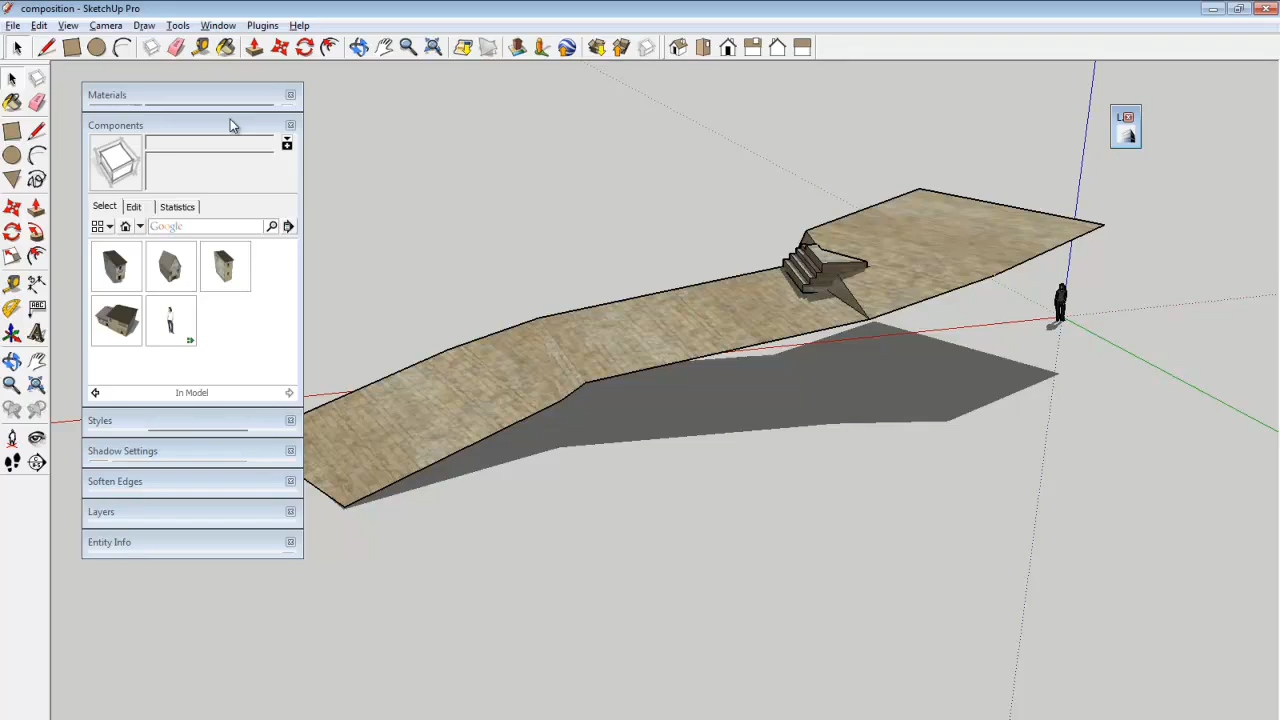 composition - SketchUp Pro
File Edit View Camera Draw Tools Window Plugins Help
Materials
Components
Select Edit Statistics
Google
In Model
Styles
Shadow Settings
Soften Edges
Layers
Entity Info